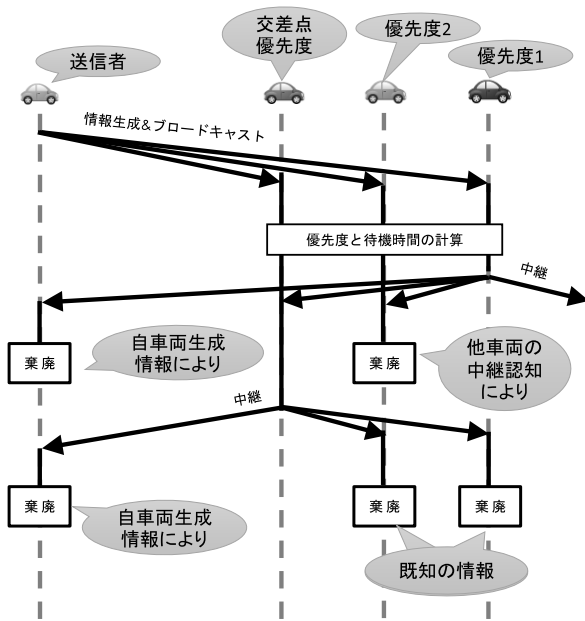 送信者
交差点
優先度
優先度2
優先度1
情報生成&ブロードキャスト
優先度と待機時間の計算
中継
棄廃
自車両生成
情報により
棄廃
他車両の
中継認知
により
中継
棄廃
自車両生成
情報により
棄廃
棄廃
既知の情報